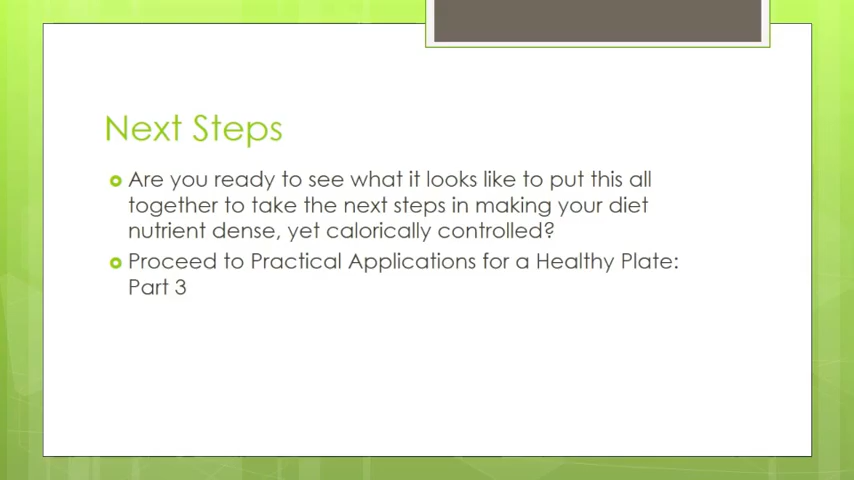 Next Steps
Are you ready to see what it looks like to put this all
together to take the next steps in making your diet
nutrient dense, yet calorically controlled?
Proceed to Practical Applications for a Healthy Plate:
Part 3